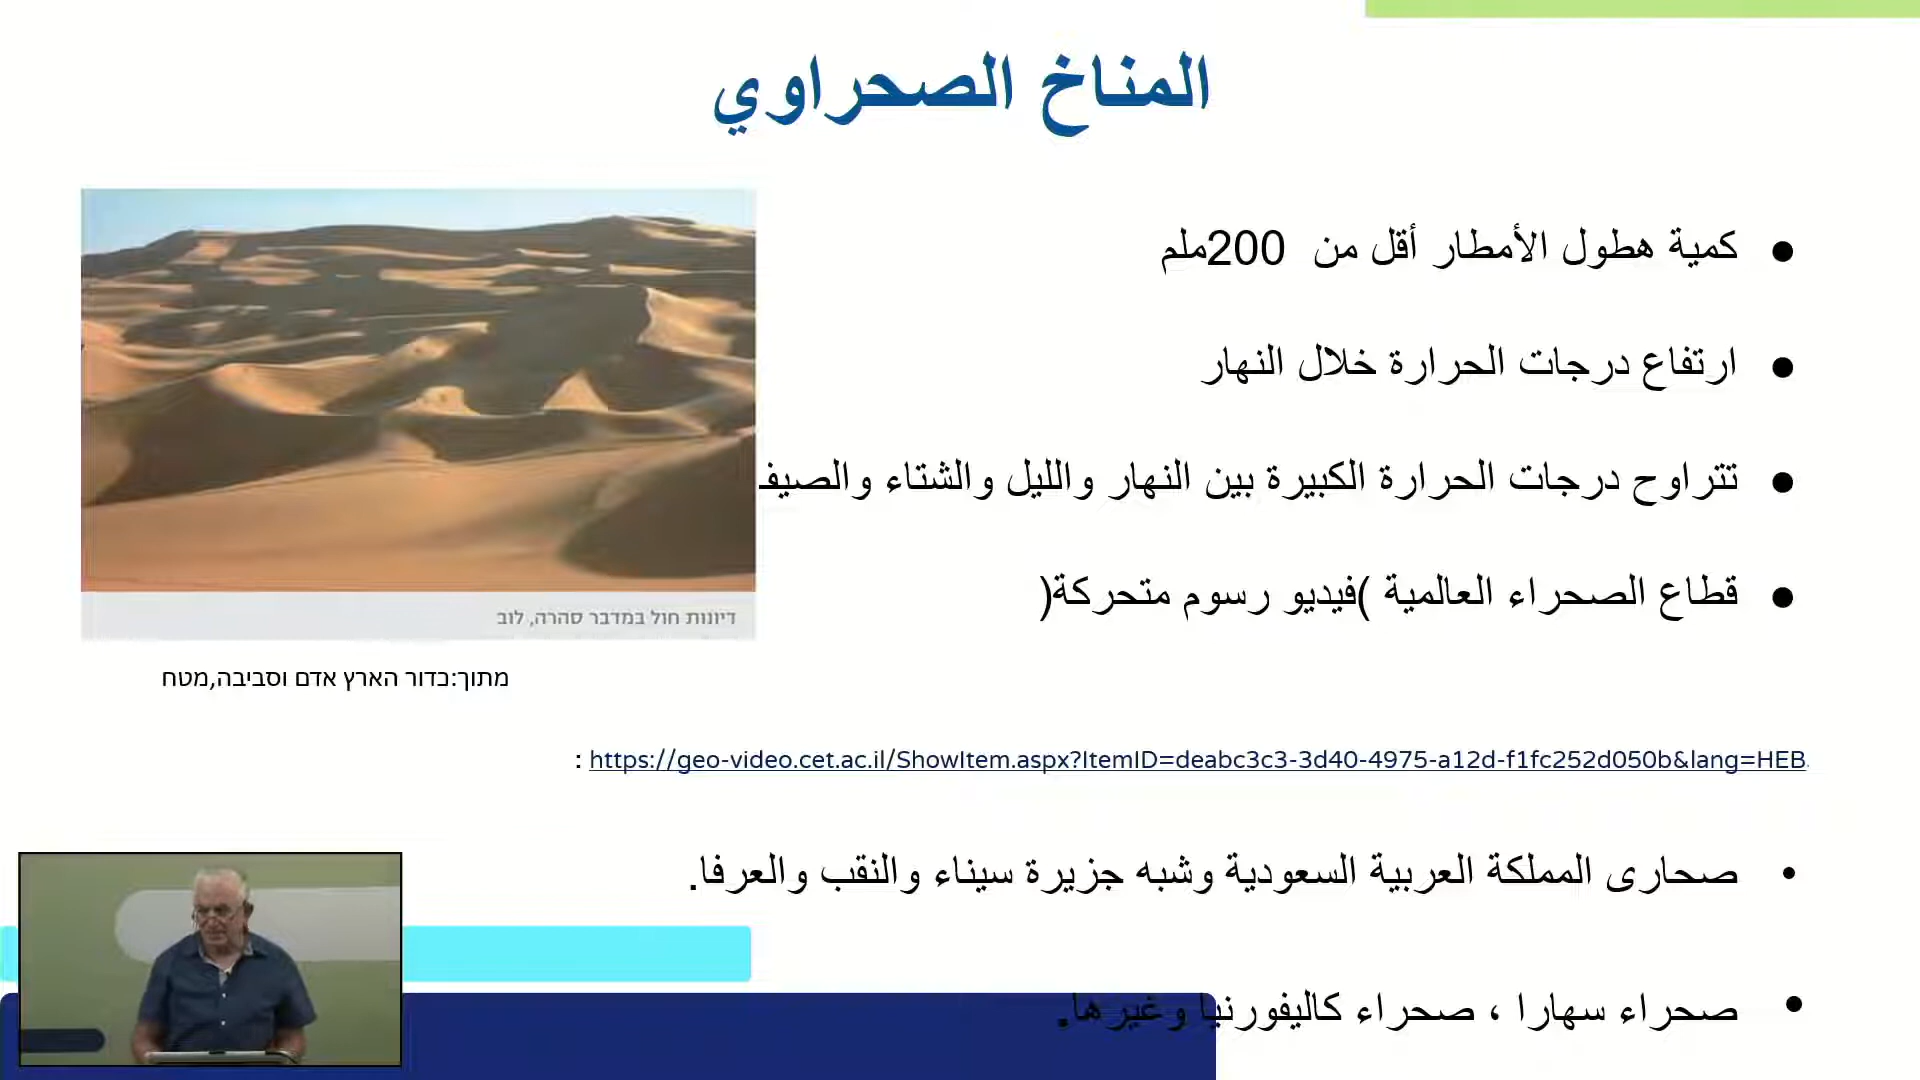 المناخ الصحراوي
كمية هطول الأمطار أقل من 200ملم
ارتفاع درجات الحرارة خلال النهار
تتراوح درجات الحرارة الكبيرة بين النهار والليل والشتاء والصيف
قطاع الصحراء العالمية )فيديو رسوم متحركة(
דיונות חול במדבר סהרה, לוב
מתוך:כדור הארץ אדם וסביבה,מטח
: https://geo-video.cet.ac.il/ShowItem.aspx?ItemID=deabc3c3-3d40-4975-a12d-f1fc252d050b&lang=HEB.
صحارى المملكة العربية السعودية وشبه جزيرة سيناء والنقب والعرفا.
صحراء سهارا ، صحراء كاليفورنيا وغيرها.